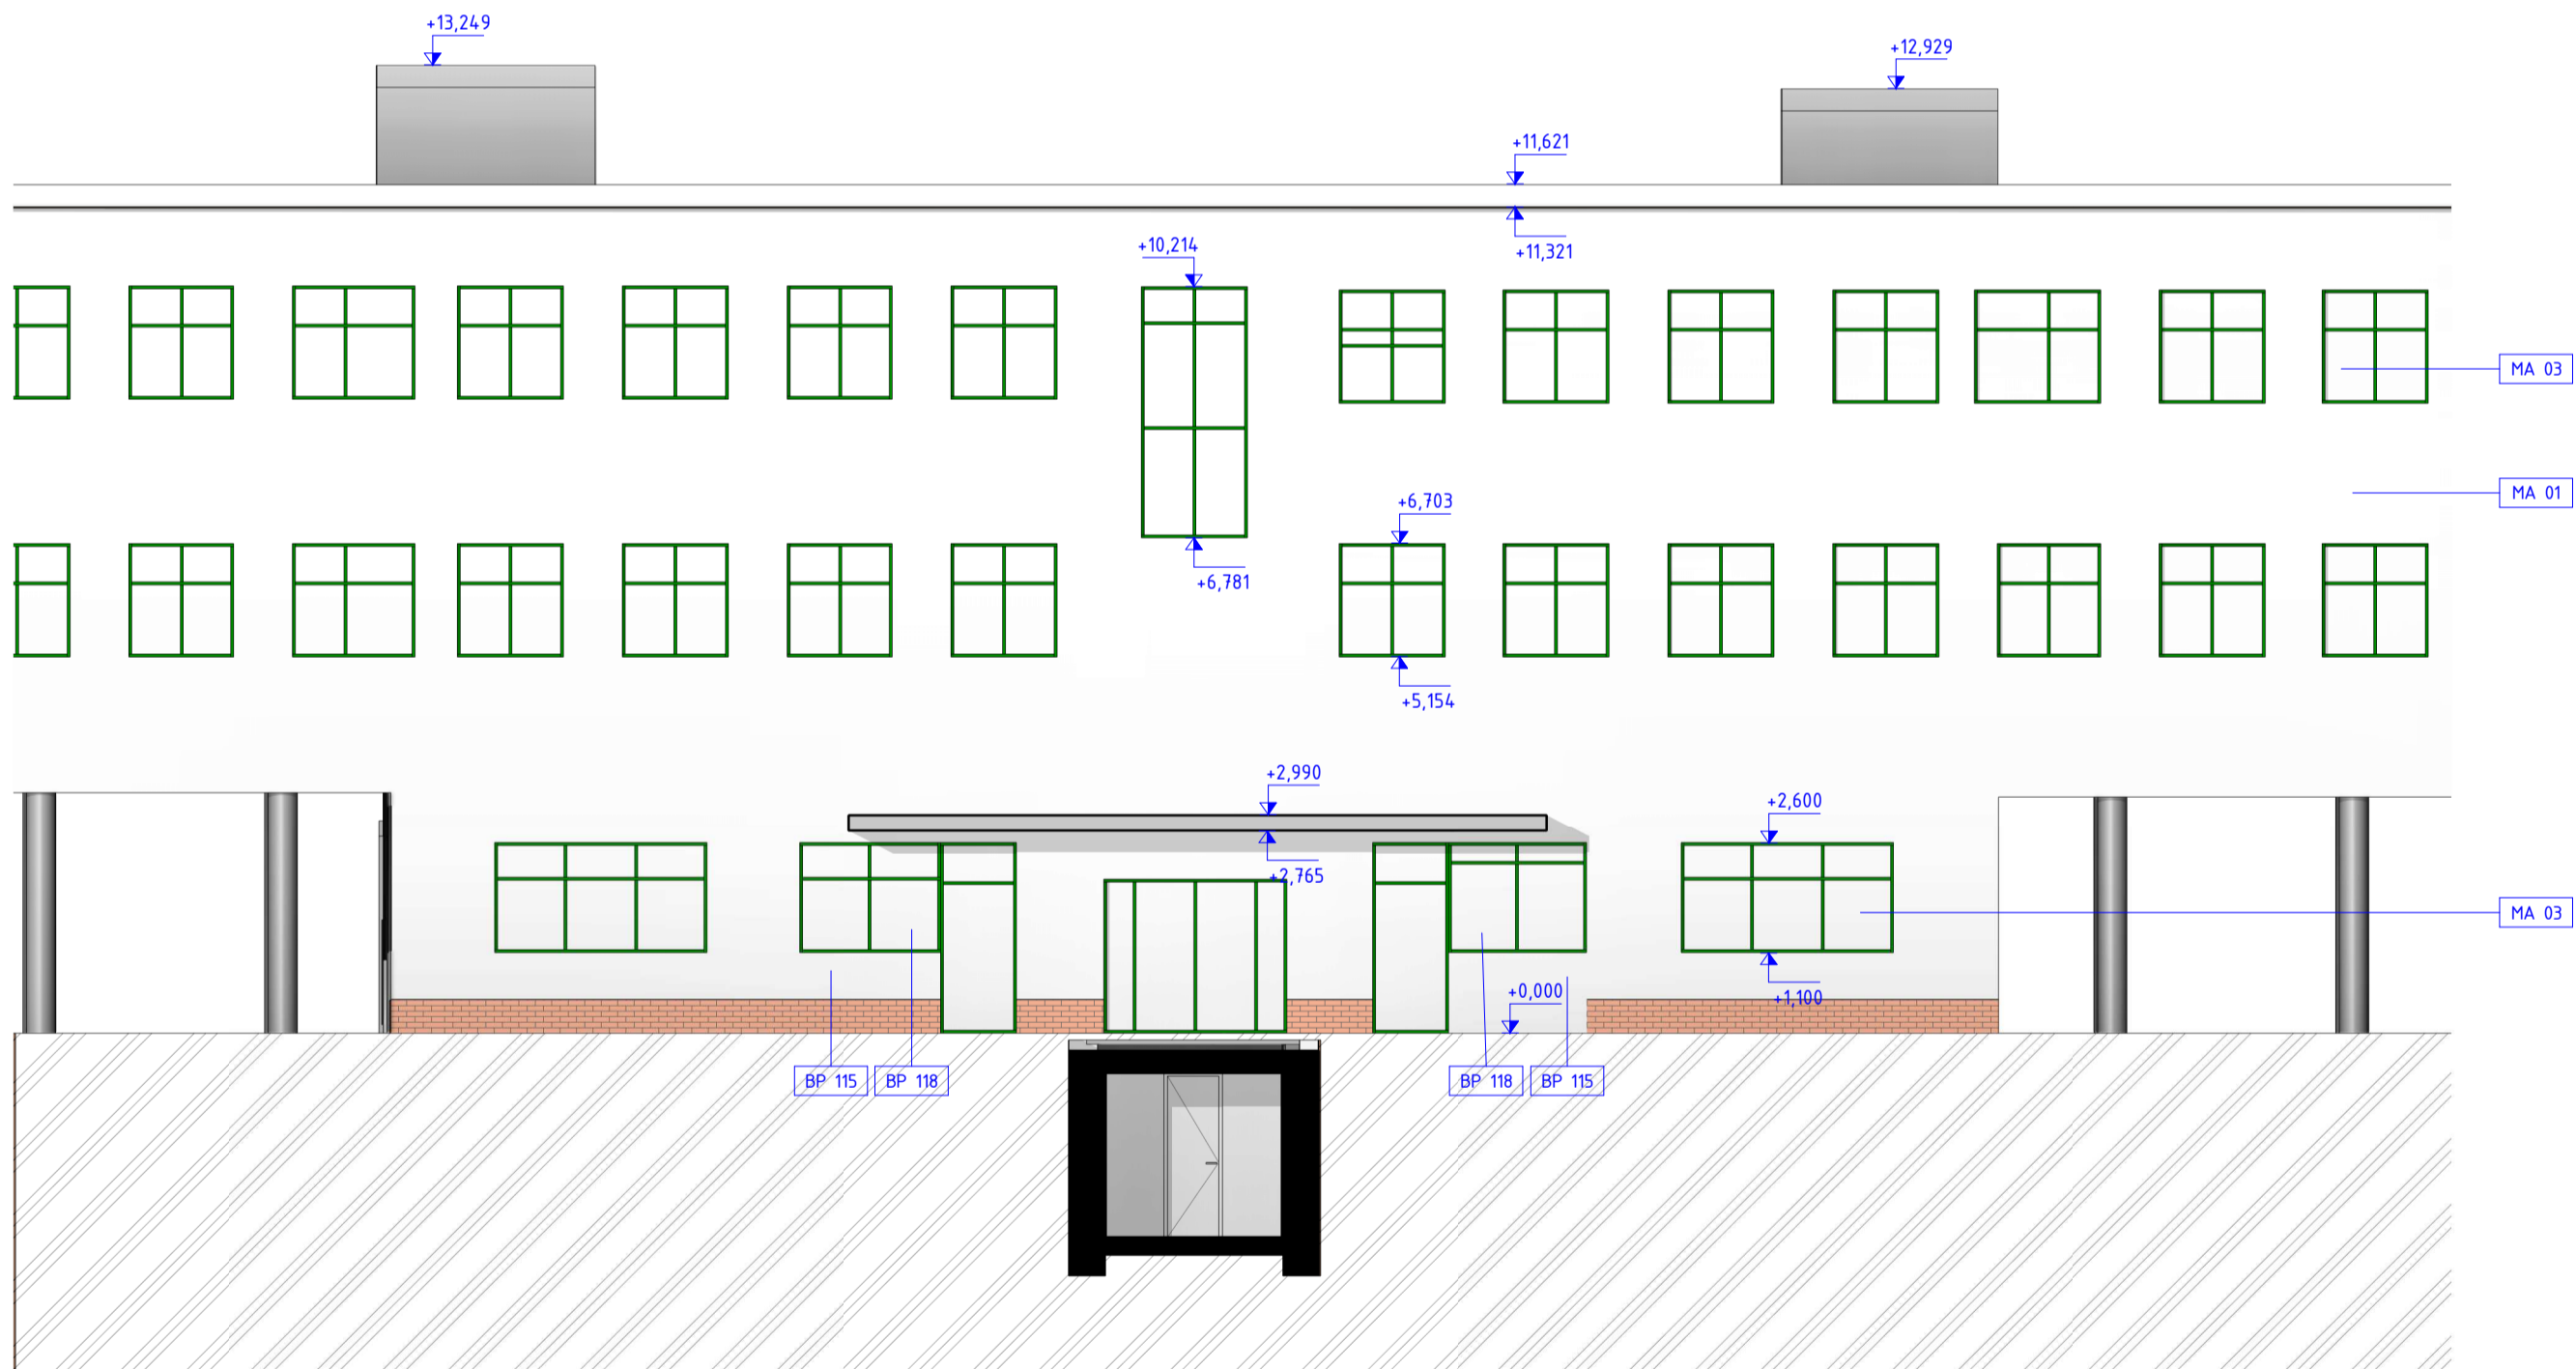 +13,249
+12,929
+11,621
+11,321
+10,214
MA 03
MA 01
+6,703
+6,781
+5,154
+2,990
+2,600
+2,765
MA 03
+0,000
+1,100
BP 115
BP 118
BP 118
BP 115